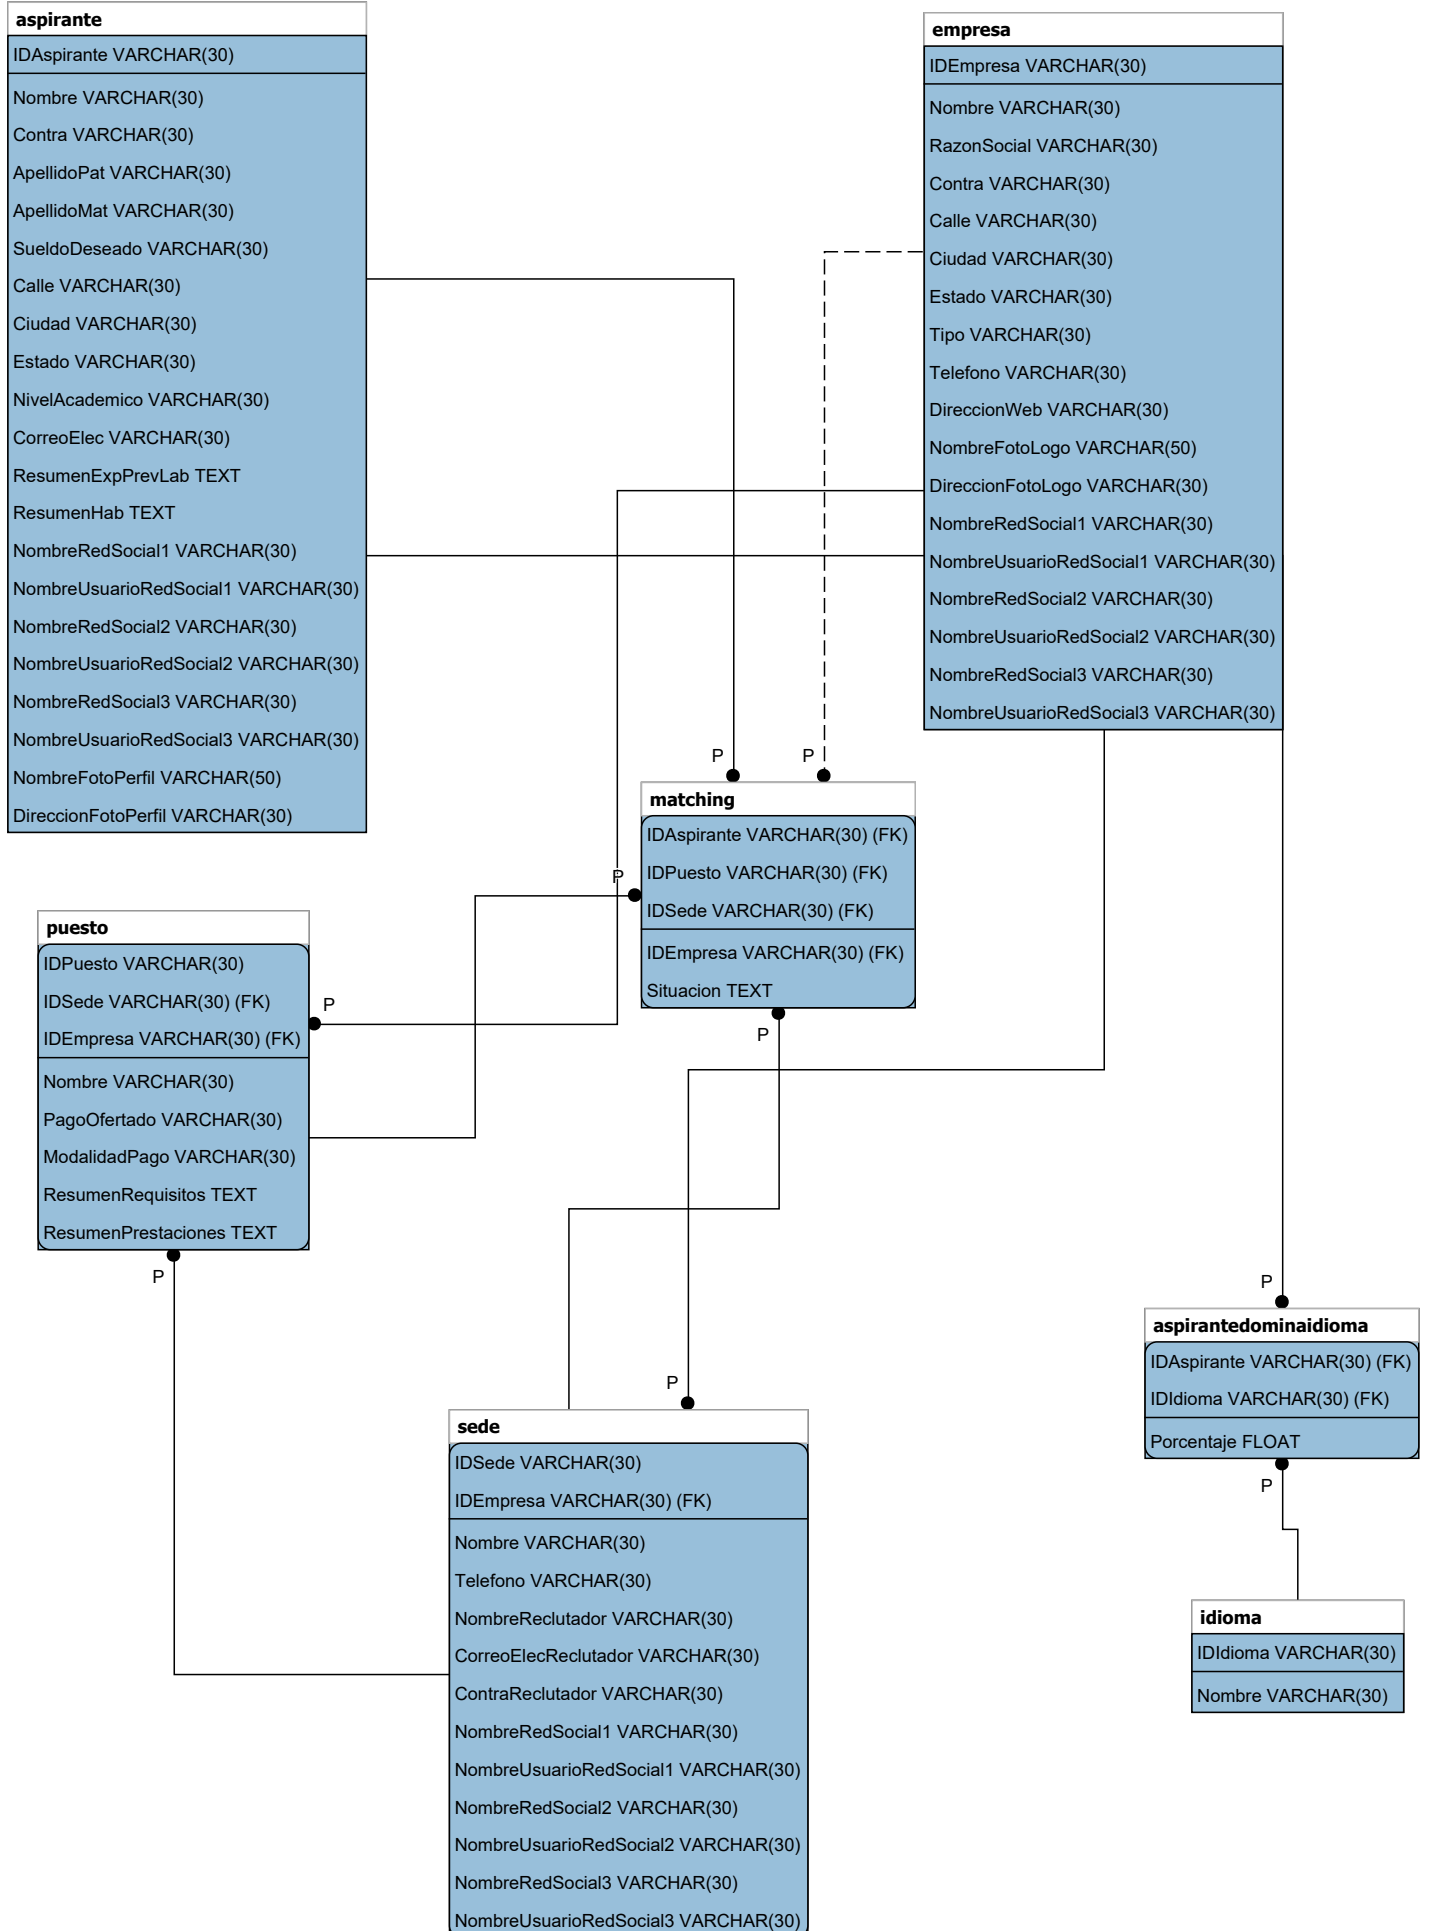 aspirante
IDAspirante VARCHAR(30)
Nombre VARCHAR(30)
Contra VARCHAR(30)
ApellidoPat VARCHAR(30)
ApellidoMat VARCHAR(30)
SueldoDeseado VARCHAR(30)
Calle VARCHAR(30)
Ciudad VARCHAR(30)
Estado VARCHAR(30)
NivelAcademico VARCHAR(30)
CorreoElec VARCHAR(30)
ResumenExpPrevLab TEXT
ResumenHab TEXT
NombreRedSocial1 VARCHAR(30)
NombreUsuarioRedSocial1 VARCHAR(30)
NombreRedSocial2 VARCHAR(30)
NombreUsuarioRedSocial2 VARCHAR(30)
NombreRedSocial3 VARCHAR(30)
NombreUsuarioRedSocial3 VARCHAR(30)
NombreFotoPerfil VARCHAR(50)
DireccionFotoPerfil VARCHAR(30)
empresa
IDEmpresa VARCHAR(30)
Nombre VARCHAR(30)
RazonSocial VARCHAR(30)
Contra VARCHAR(30)
Calle VARCHAR(30)
Ciudad VARCHAR(30)
Estado VARCHAR(30)
Tipo VARCHAR(30)
Telefono VARCHAR(30)
DireccionWeb VARCHAR(30)
NombreFotoLogo VARCHAR(50)
DireccionFotoLogo VARCHAR(30)
NombreRedSocial1 VARCHAR(30)
NombreUsuarioRedSocial1 VARCHAR(30)
NombreRedSocial2 VARCHAR(30)
NombreUsuarioRedSocial2 VARCHAR(30)
NombreRedSocial3 VARCHAR(30)
NombreUsuarioRedSocial3 VARCHAR(30)
P
P
matching
IDAspirante VARCHAR(30) (FK)
IDPuesto VARCHAR(30) (FK)
IDSede VARCHAR(30) (FK)
IDEmpresa VARCHAR(30) (FK)
Situacion TEXT
P
P
puesto
IDPuesto VARCHAR(30)
IDSede VARCHAR(30) (FK)
IDEmpresa VARCHAR(30) (FK)
Nombre VARCHAR(30)
PagoOfertado VARCHAR(30)
ModalidadPago VARCHAR(30)
ResumenRequisitos TEXT
ResumenPrestaciones TEXT
P
P
P
aspirantedominaidioma
IDAspirante VARCHAR(30) (FK)
IDIdioma VARCHAR(30) (FK)
Porcentaje FLOAT
P
P
sede
IDSede VARCHAR(30)
IDEmpresa VARCHAR(30) (FK)
Nombre VARCHAR(30)
Telefono VARCHAR(30)
NombreReclutador VARCHAR(30)
CorreoElecReclutador VARCHAR(30)
ContraReclutador VARCHAR(30)
NombreRedSocial1 VARCHAR(30)
NombreUsuarioRedSocial1 VARCHAR(30)
NombreRedSocial2 VARCHAR(30)
NombreUsuarioRedSocial2 VARCHAR(30)
NombreRedSocial3 VARCHAR(30)
NombreUsuarioRedSocial3 VARCHAR(30)
idioma
IDIdioma VARCHAR(30)
Nombre VARCHAR(30)